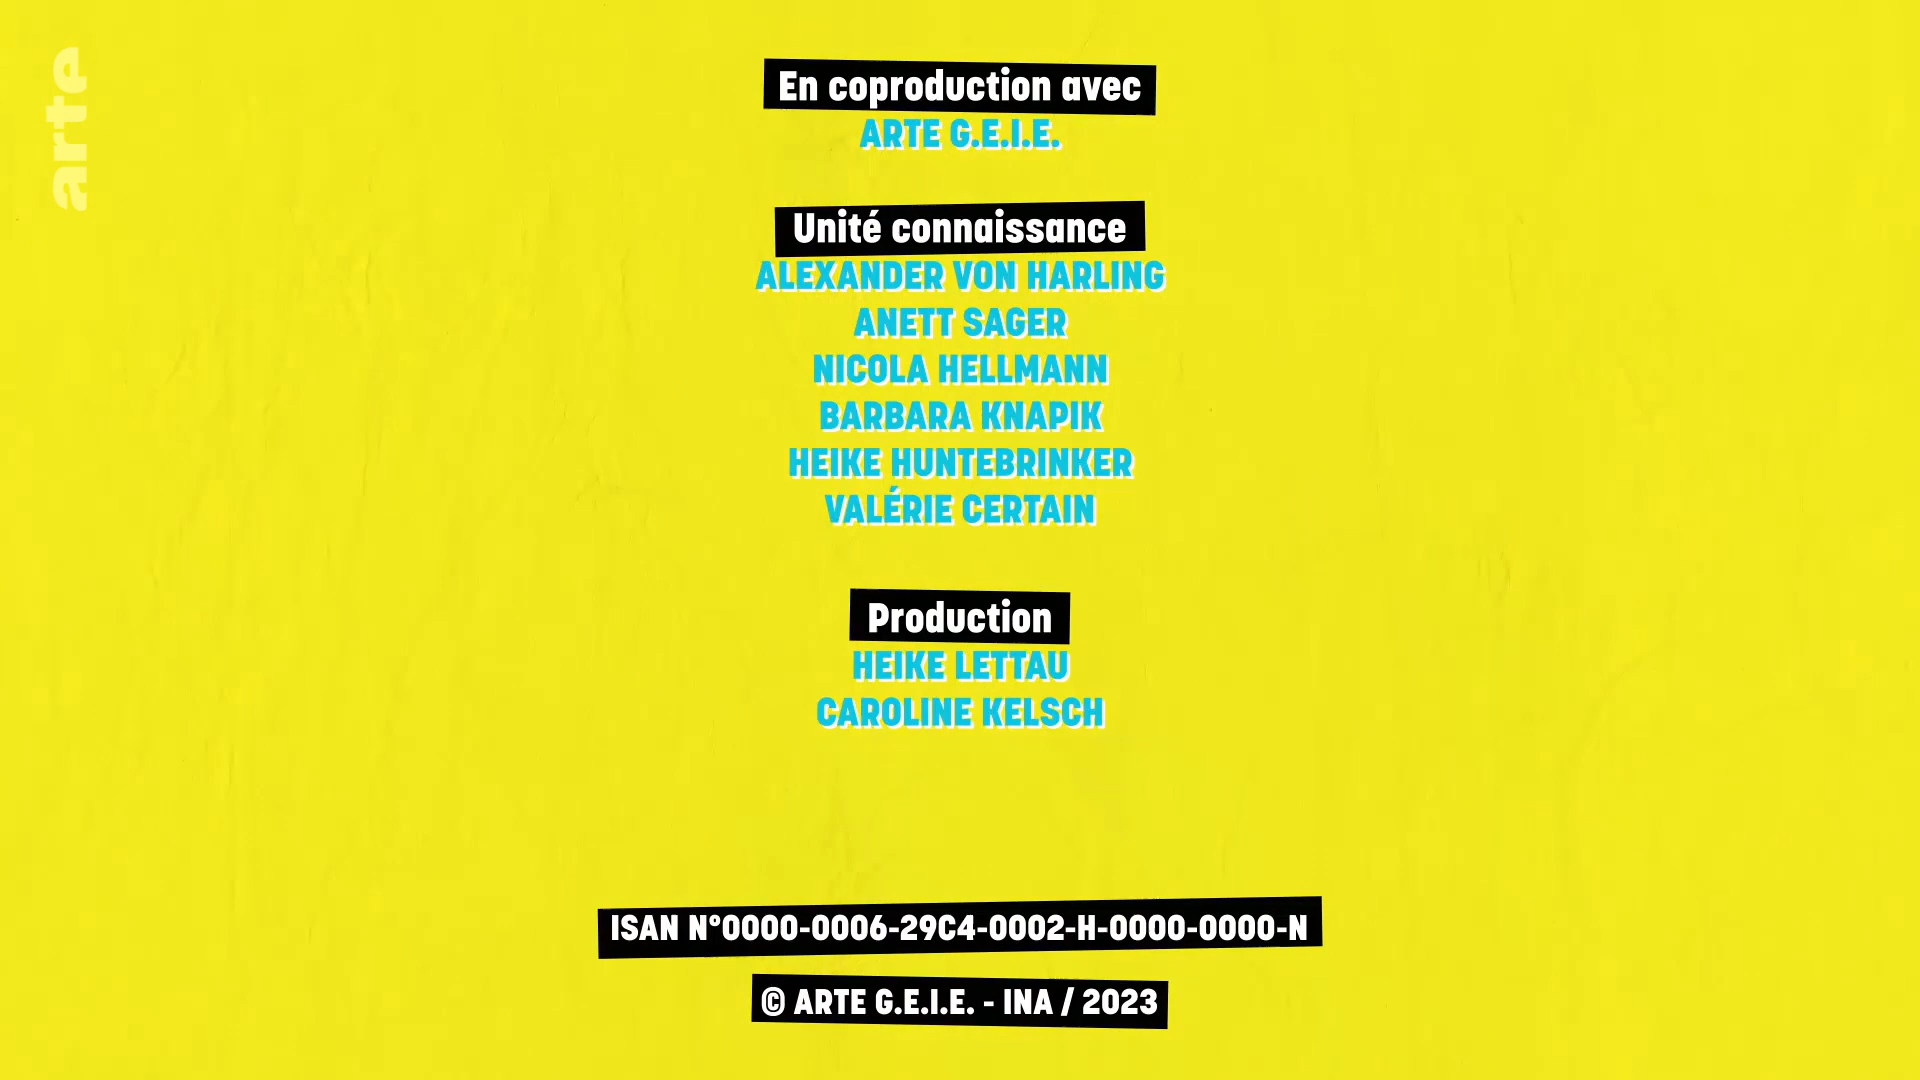 arte
En coproduction avec
ARTE G.E.I.E.
Unité connaissance
ALEXANDER VON HARLING
ANETT SAGER
NICOLA HELLMANN
BARBARA KNAPIK
HEIKE HUNTEBRINKER
VALÉRIE CERTAIN
Production
HEIKE LETTAU
CAROLINE KELSCH
ISAN N°0000-0006-29C4-0002-H-0000-0000-N
© ARTE G.E.I.E. - INA / 2023